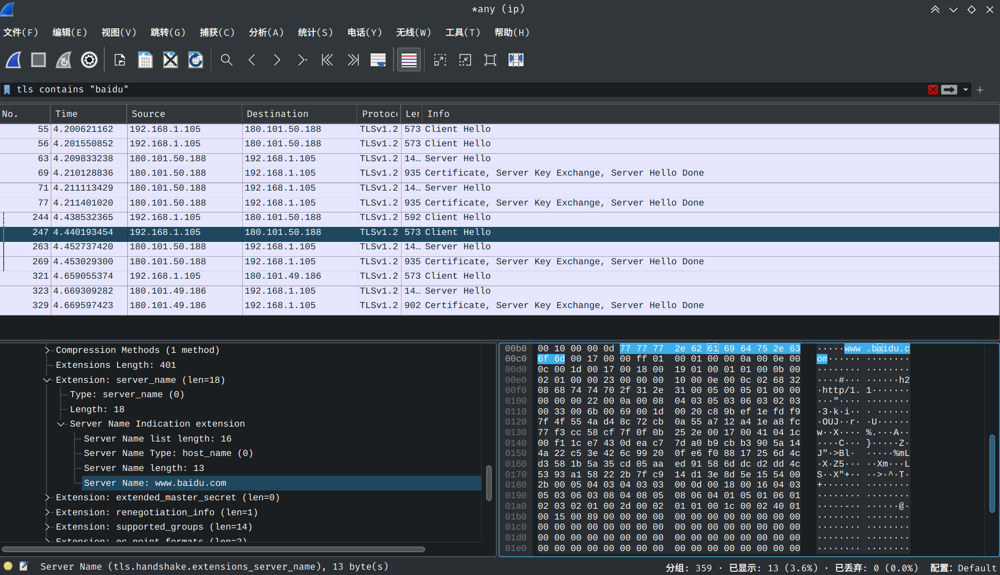 *any (ip)
文件(F) 编辑(E) 视图(V) 跳转(G) 捕获(C) 分析(A) 统计(S) 电话(Y) 无线(W) 工具(T) 帮助(H)
tls contains "baidu"
No. Time Source Destination Protoc Ler Info
55 4.200621162 192.168.1.105 180.101.50.188 TLSv1.2 573 Client Hello
56 4.201550852 192.168.1.105 180.101.50.188 TLSv1.2 573 Client Hello
63 4.209833238 180.101.50.188 192.168.1.105 TLSv1.2 14… Server Hello
69 4.210128836 180.101.50.188 192.168.1.105 TLSv1.2 935 Certificate, Server Key Exchange, Server Hello Done
71 4.211113429 180.101.50.188 192.168.1.105 TLSv1.2 14… Server Hello
77 4.211401020 180.101.50.188 192.168.1.105 TLSv1.2 935 Certificate, Server Key Exchange, Server Hello Done
244 4.438532365 192.168.1.105 180.101.50.188 TLSv1.2 592 Client Hello
247 4.440193454 192.168.1.105 180.101.50.188 TLSv1.2 573 Client Hello
263 4.452737420 180.101.50.188 192.168.1.105 TLSv1.2 14… Server Hello
269 4.453029300 180.101.50.188 192.168.1.105 TLSv1.2 935 Certificate, Server Key Exchange, Server Hello Done
321 4.659055374 192.168.1.105 180.101.49.186 TLSv1.2 573 Client Hello
323 4.669309282 180.101.49.186 192.168.1.105 TLSv1.2 14… Server Hello
329 4.669597423 180.101.49.186 192.168.1.105 TLSv1.2 902 Certificate, Server Key Exchange, Server Hello Done
Compression Methods (1 method)
Extensions Length: 401
Extension: server_name (len=18)
Type: server_name (0)
Length: 18
Server Name Indication extension
Server Name list length: 16
Server Name Type: host_name (0)
Server Name length: 13
Server Name: www.baidu.com
Extension: extended_master_secret (len=0)
Extension: renegotiation_info (len=1)
Extension: supported_groups (len=14)
Extension: ec_point_formats (len=2)
00b0 00 10 00 00 0d 77 77 77 2e 62 61 69 64 75 2e 63 ·····www .baidu.c
00c0 6f 6d 00 17 00 00 ff 01 00 01 00 00 0a 00 0e 00 om······ ········
00d0 0c 00 1d 00 17 00 18 00 19 01 00 01 01 00 0b 00 ········ ········
00e0 02 01 00 00 23 00 00 00 10 00 0e 00 0c 02 68 32 ····#··· ······h2
00f0 08 68 74 74 70 2f 31 2e 31 00 05 00 05 01 00 00 ·http/1. 1·······
0100 00 00 00 22 00 0a 00 08 04 03 05 03 06 03 02 03 ···"···· ········
0110 00 33 00 6b 00 69 00 1d 00 20 c8 9b ef 1e fd f9 ·3·k·i·· · ······
0120 7f 4f 55 4a d4 8c 72 cb 0a 55 a7 12 a4 1e a8 fc ·OUJ··r· ·U······
0130 77 f3 cc 58 cf 7f 0f 0b 25 2e 00 17 00 41 04 1c w··X···· %.···A··
0140 00 f1 1c e7 43 0d ea c7 7d a0 b9 cb b3 90 5a 14 ····C··· }·····Z·
0150 4a 22 c5 3e 42 6c 99 20 0f e6 f0 88 17 25 6d 4c J"·>Bl·  ·····%mL
0160 d3 58 1b 5a 35 cd 05 aa ed 91 58 6d dc d2 dd 4c ·X·Z5··· ··Xm···L
0170 53 93 a1 58 22 2b 7f c9 14 d1 3e 8d 5e 15 54 00 S··X"+·· ··>·^·T·
0180 2b 00 05 04 03 04 03 03 00 0d 00 18 00 16 04 03 +······· ········
0190 05 03 06 03 08 04 08 05 08 06 04 01 05 01 06 01 ········ ········
01a0 02 03 02 01 00 2d 00 02 01 01 00 1c 00 02 40 01 ·····-·· ······@·
01b0 00 15 00 89 00 00 00 00 00 00 00 00 00 00 00 00 ········ ········
01c0 00 00 00 00 00 00 00 00 00 00 00 00 00 00 00 00 ········ ········
01d0 00 00 00 00 00 00 00 00 00 00 00 00 00 00 00 00 ········ ········
01e0 00 00 00 00 00 00 00 00 00 00 00 00 00 00 00 00 ········ ········
Server Name (tls.handshake.extensions_server_name), 13 byte(s) 分组: 359 · 已显示: 13 (3.6%) · 已丢弃: 0 (0.0%) 配置: Default